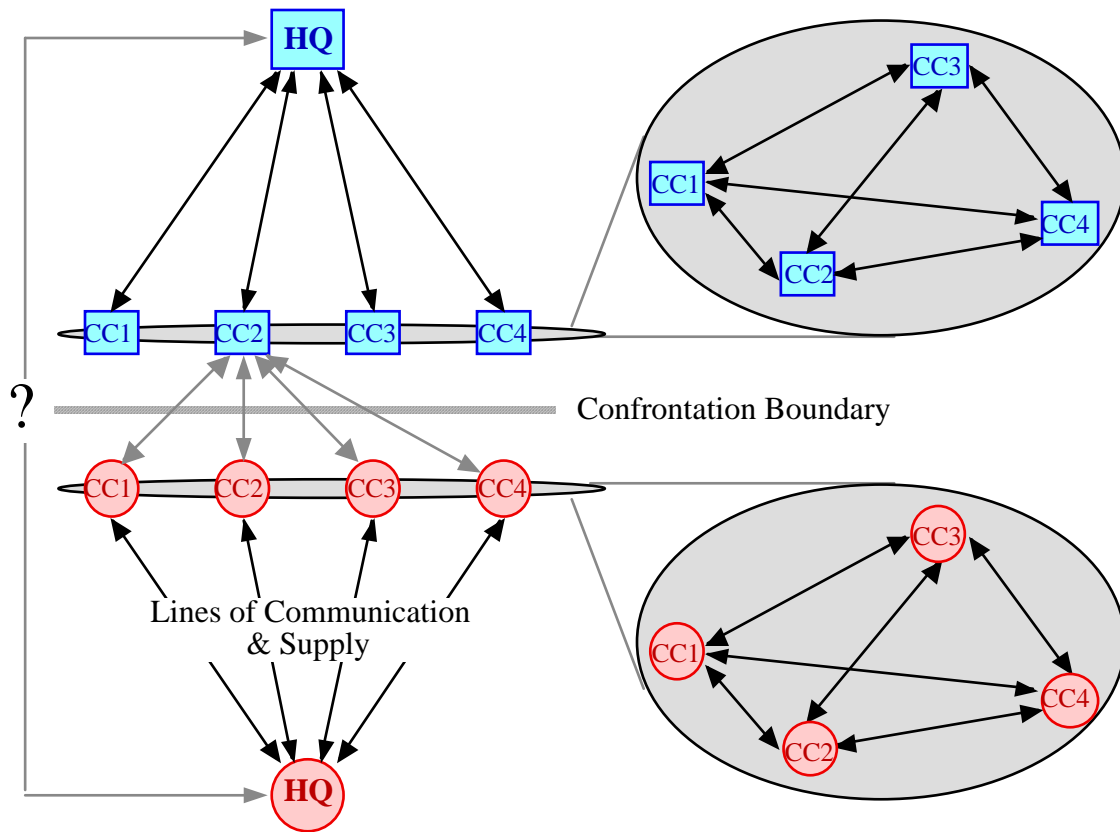 HQ
CC3
CC1
CC4
CC2
CC1 CC2 CC3 CC4
?
Confrontation Boundary
CC1 CC2 CC3 CC4
CC3
Lines of Communication
& Supply
CC1
CC4
CC2
HQ